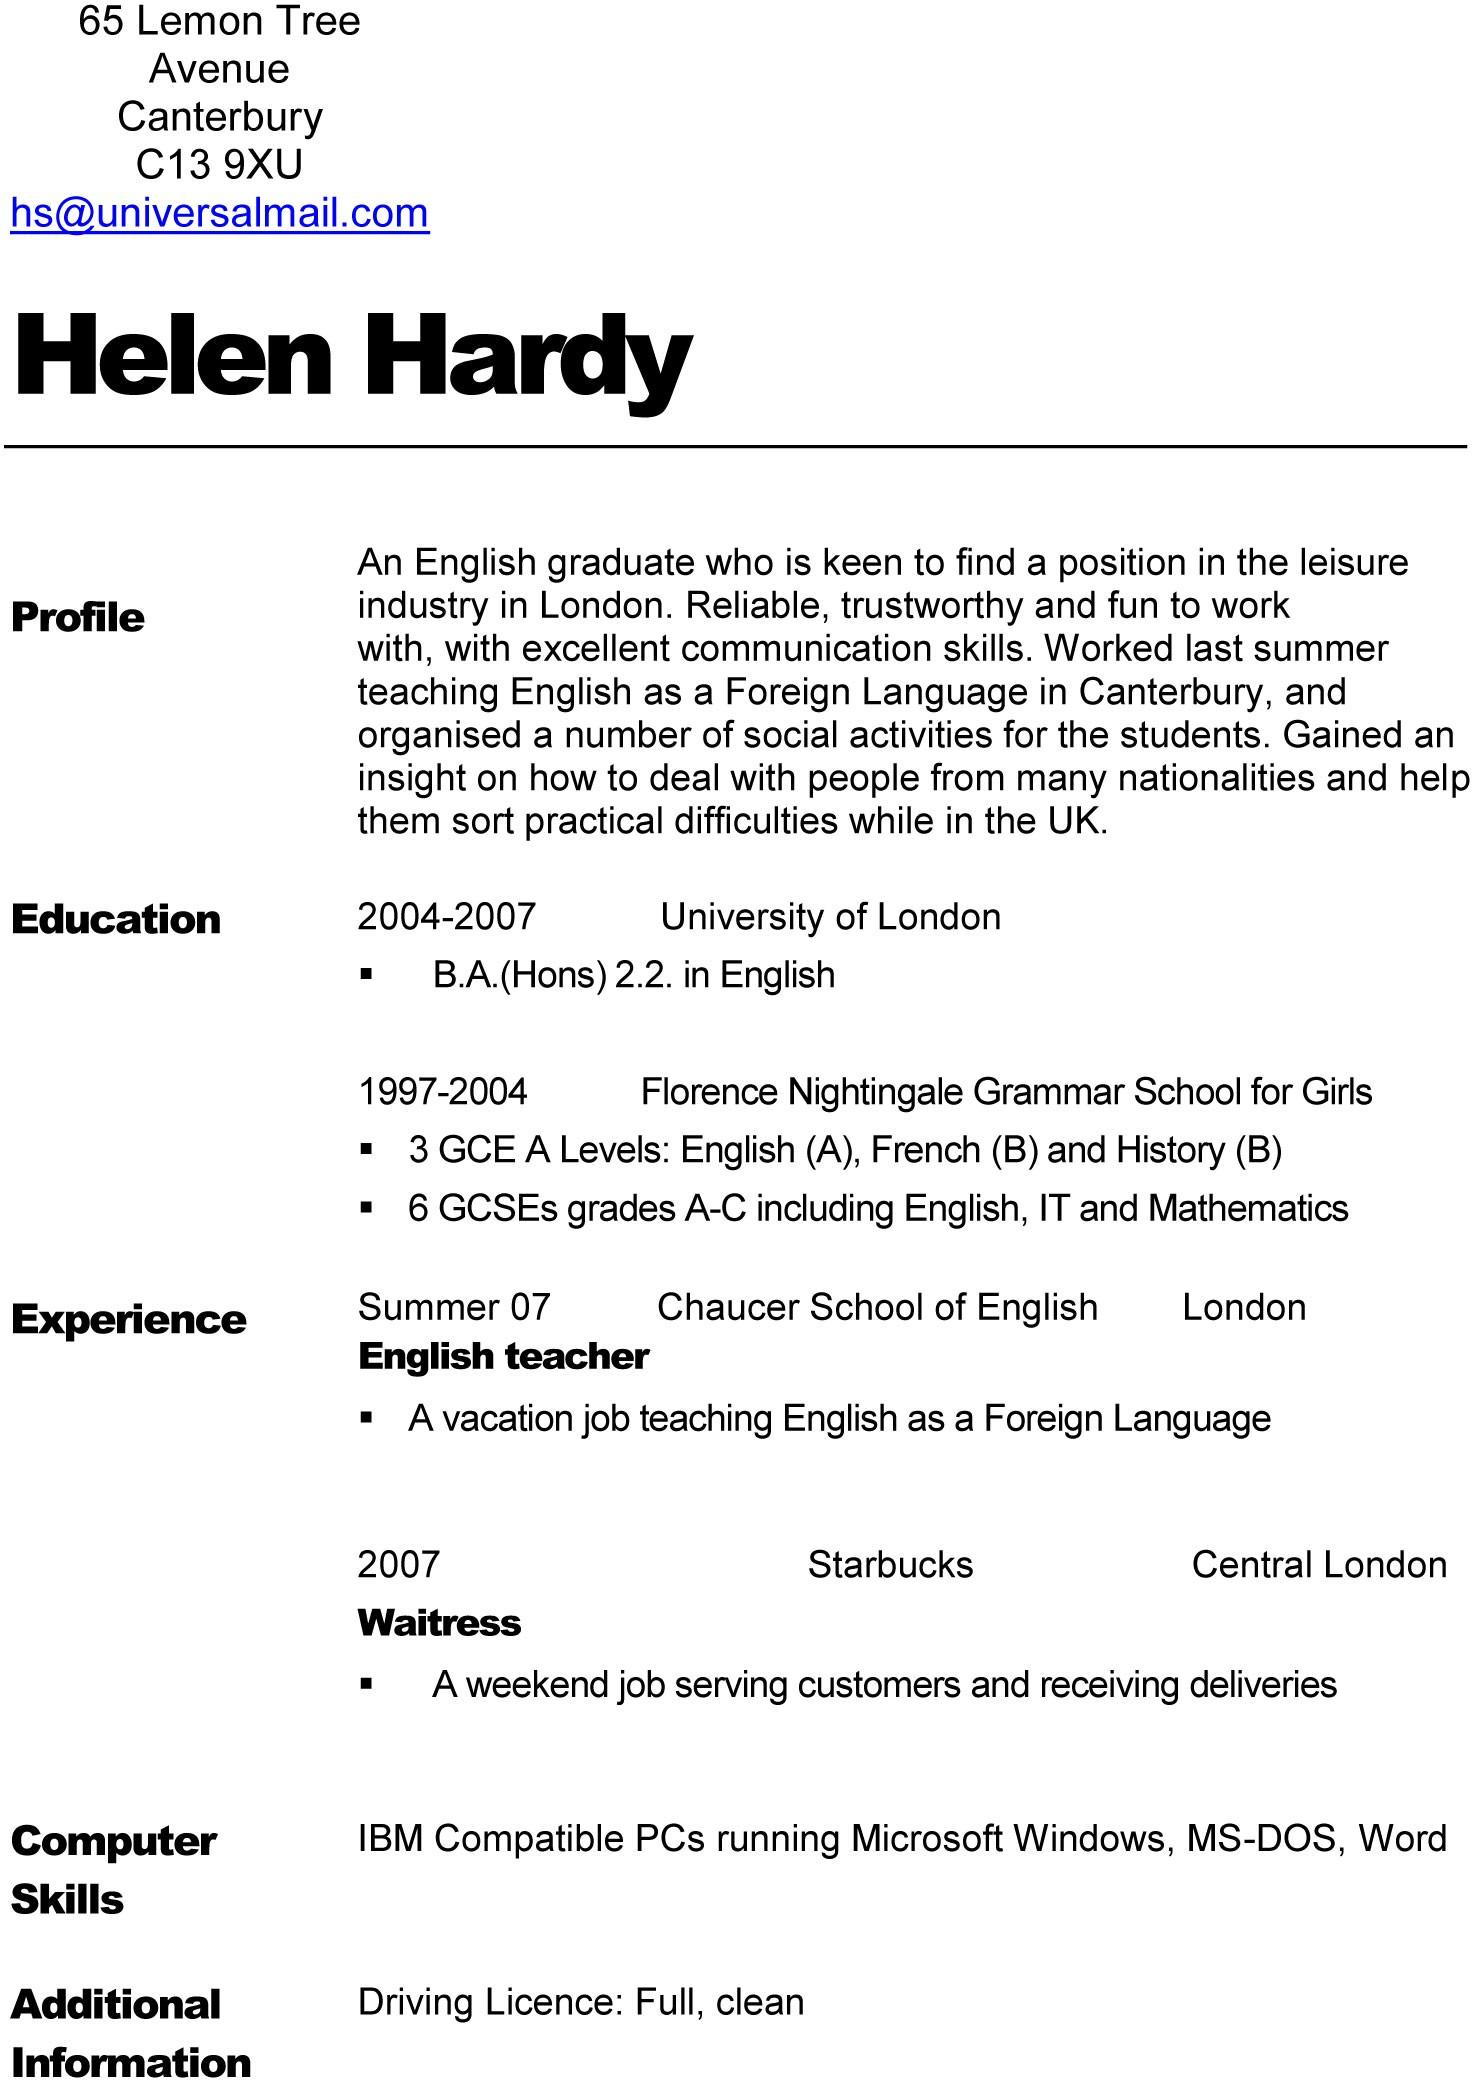 65 Lemon Tree
Avenue
Canterbury
C13 9XU
hs@universalmail.com
Helen Hardy
Profile
An English graduate who is keen to find a position in the leisure
industry in London. Reliable, trustworthy and fun to work
with, with excellent communication skills. Worked last summer
teaching English as a Foreign Language in Canterbury, and
organised a number of social activities for the students. Gained an
insight on how to deal with people from many nationalities and help
them sort practical difficulties while in the UK.
Education
2004-2007 University of London
▪ B.A.(Hons) 2.2. in English
1997-2004 Florence Nightingale Grammar School for Girls
▪ 3 GCE A Levels: English (A), French (B) and History (B)
▪ 6 GCSEs grades A-C including English, IT and Mathematics
Experience
Summer 07 Chaucer School of English London
English teacher
▪ A vacation job teaching English as a Foreign Language
2007 Starbucks Central London
Waitress
▪ A weekend job serving customers and receiving deliveries
Computer
Skills
IBM Compatible PCs running Microsoft Windows, MS-DOS, Word
Additional
Information
Driving Licence: Full, clean